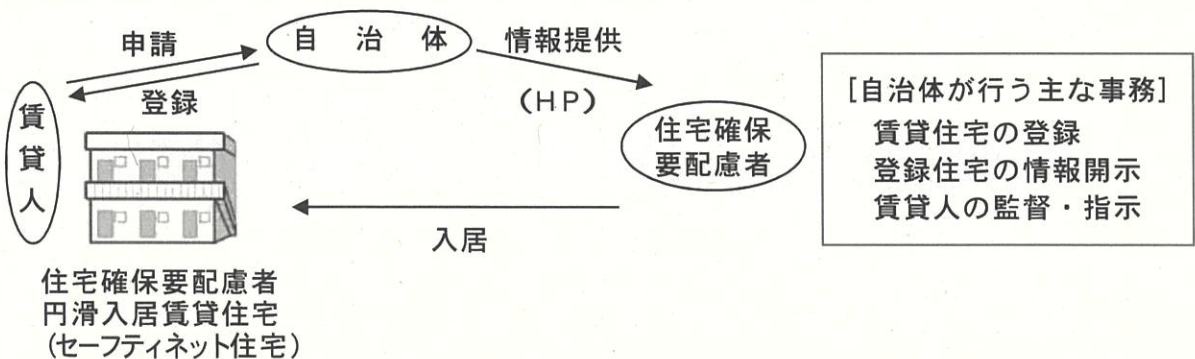 申請
自治体
情報提供
(HP)
登録
賃貸人
住宅確保
要配慮者
入居
住宅確保要配慮者
円滑入居賃貸住宅
(セーフティネット住宅)
[自治体が行う主な事務]
賃貸住宅の登録
登録住宅の情報開示
賃貸人の監督・指示